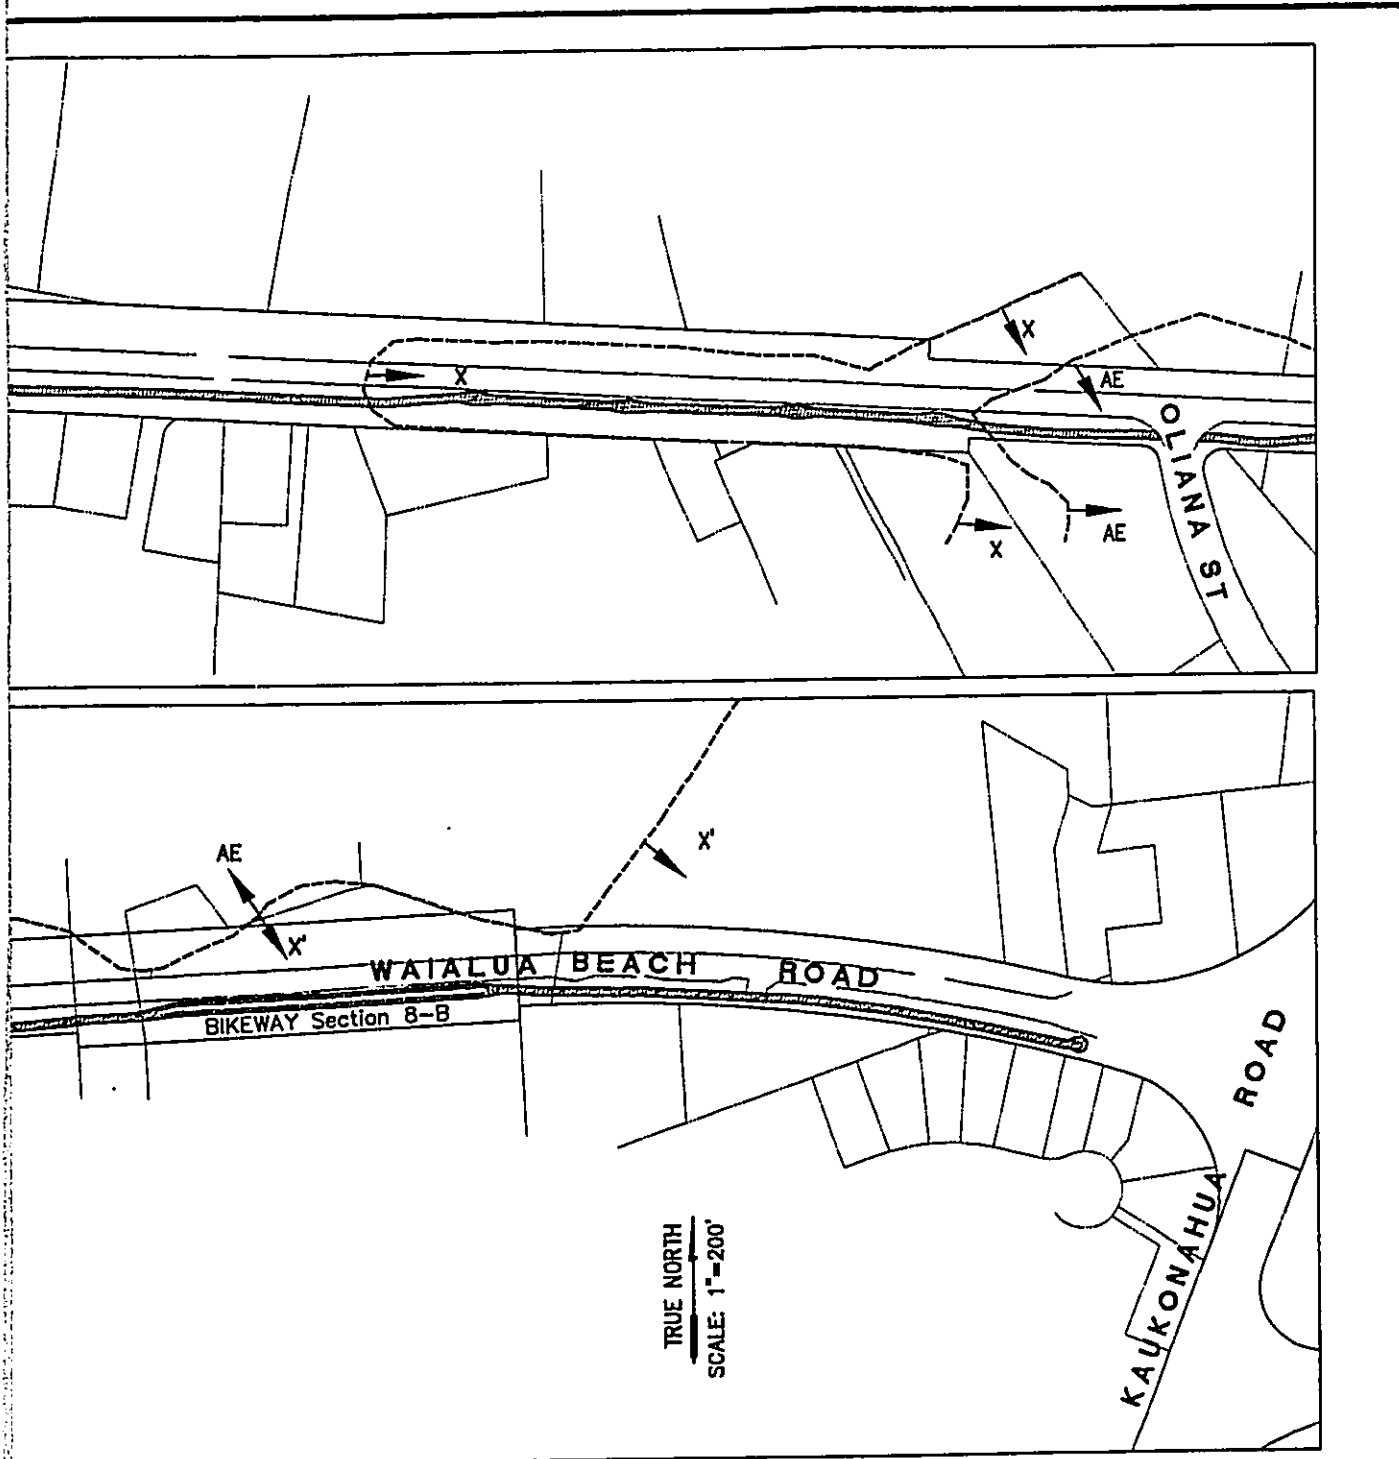 X
X
AE
OLIANA ST
AE
X
X'
AE
X'
WAIALUA BEACH ROAD
BIKEWAY Section 8-B
KAUKONAHUA ROAD
TRUE NORTH
SCALE: 1"=200'